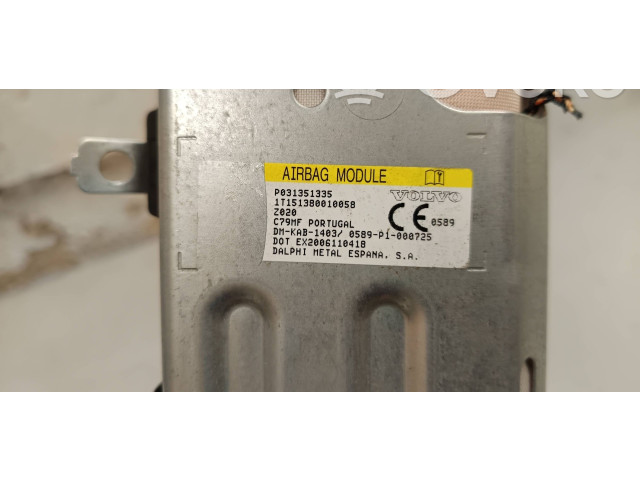 AIRBAG MODULE
P031351335
VOLVO
1T151380010058
Z020
C79MF PORTUGAL
CE 0589
DM-KAB-1403/ 0589-P1-000725
DOT EX2006110418
DALPHI METAL ESPANA, S.A.